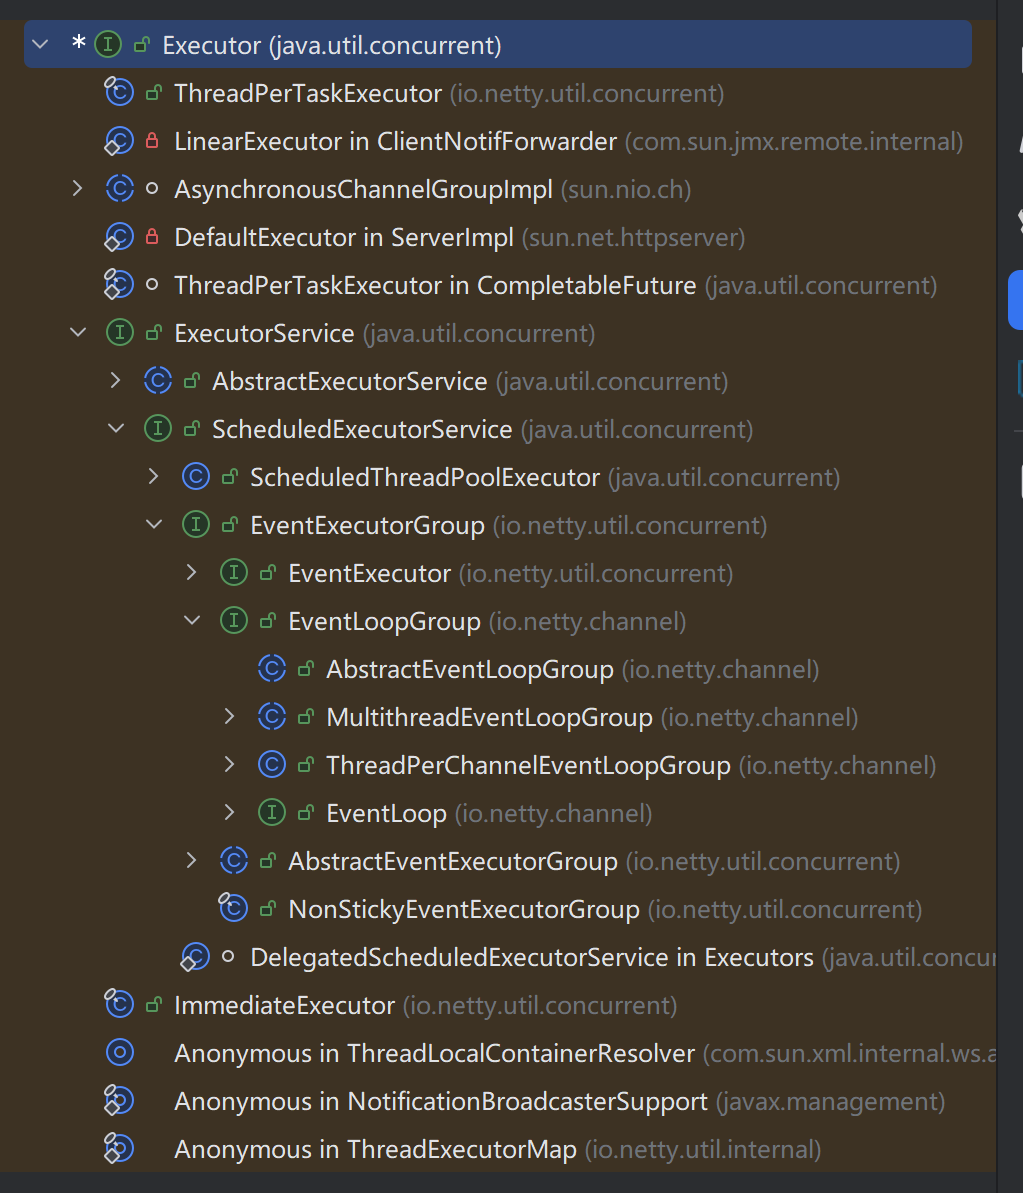 * Executor (java.util.concurrent)
ThreadPerTaskExecutor (io.netty.util.concurrent)
LinearExecutor in ClientNotifForwarder (com.sun.jmx.remote.internal)
AsynchronousChannelGroupImpl (sun.nio.ch)
DefaultExecutor in ServerImpl (sun.net.httpserver)
ThreadPerTaskExecutor in CompletableFuture (java.util.concurrent)
ExecutorService (java.util.concurrent)
AbstractExecutorService (java.util.concurrent)
ScheduledExecutorService (java.util.concurrent)
ScheduledThreadPoolExecutor (java.util.concurrent)
EventExecutorGroup (io.netty.util.concurrent)
EventExecutor (io.netty.util.concurrent)
EventLoopGroup (io.netty.channel)
AbstractEventLoopGroup (io.netty.channel)
MultithreadEventLoopGroup (io.netty.channel)
ThreadPerChannelEventLoopGroup (io.netty.channel)
EventLoop (io.netty.channel)
AbstractEventExecutorGroup (io.netty.util.concurrent)
NonStickyEventExecutorGroup (io.netty.util.concurrent)
DelegatedScheduledExecutorService in Executors (java.util.concur
ImmediateExecutor (io.netty.util.concurrent)
Anonymous in ThreadLocalContainerResolver (com.sun.xml.internal.ws.a
Anonymous in NotificationBroadcasterSupport (javax.management)
Anonymous in ThreadExecutorMap (io.netty.util.internal)